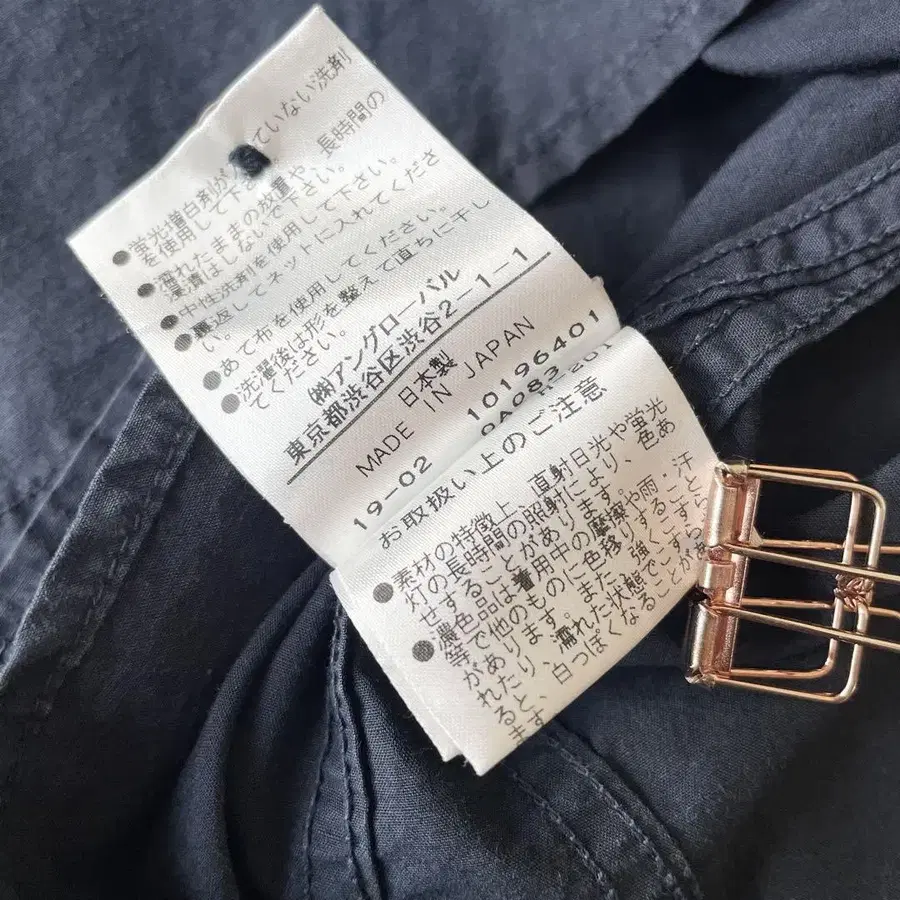 ●蛍光増白剤が ていない洗剤
を使用して下さ
●濡れたままの放置や、長時間の
浸漬はしないで下さい。
●中性洗剤を使用して下さい。
●裏返してネットに入れてくださ
い。
●あて布を使用してください。
●洗濯後は形を整えて直ちに干し
てください。
㈱アングローバル
東京都渋谷区渋谷2-1-1
日本製
MADE IN JAPAN
19-02 10196401
0A083 201
お取扱い上のご注意
●素材の特徴上、直射日光や蛍光
灯の長時間の照射により、色あ
せすることがあります。
●濃色品は着用中の摩擦や雨・汗
等で他のものに色移りすること
があります。また、強くこす
れたり、濡れた状態でこすら
れると、白っぽくなることが
ます